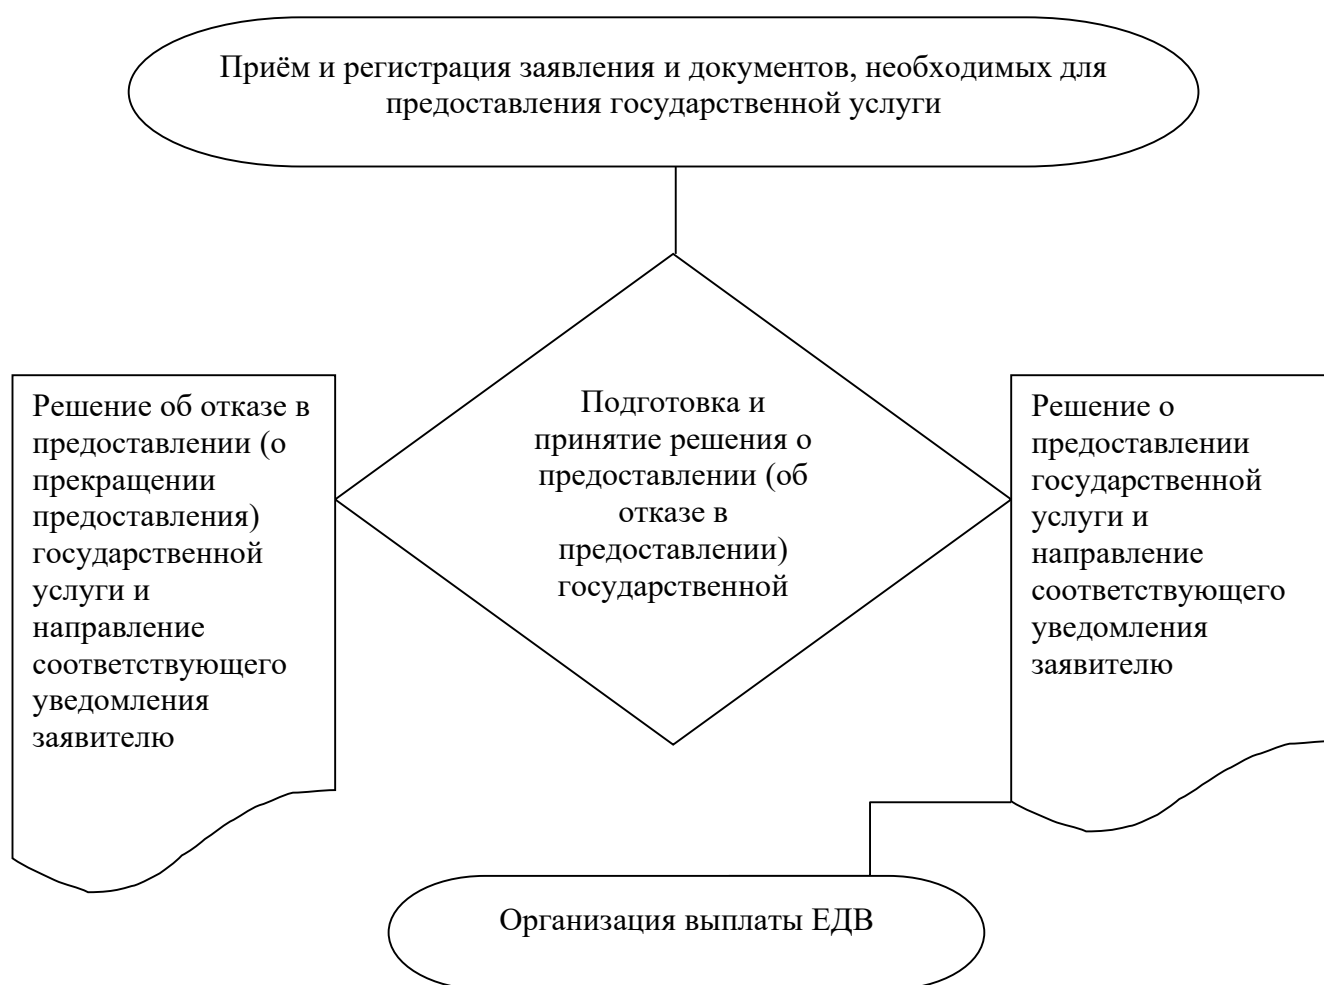 Приём и регистрация заявления и документов, необходимых для
предоставления государственной услуги
Решение об отказе в
предоставлении (о
прекращении
предоставления)
государственной
услуги и
направление
соответствующего
уведомления
заявителю
Подготовка и
принятие решения о
предоставлении (об
отказе в
предоставлении)
государственной
Решение о
предоставлении
государственной
услуги и
направление
соответствующего
уведомления
заявителю
Организация выплаты ЕДВ